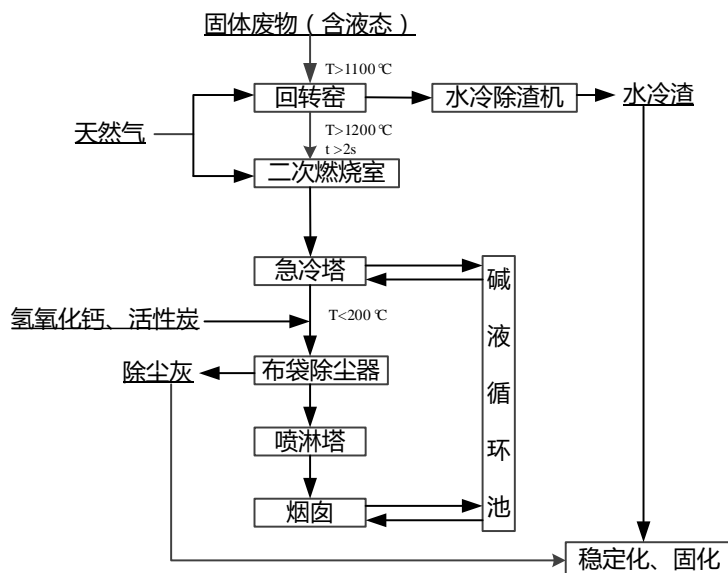 固体废物（含液态）
T>1100℃
回转窑
水冷除渣机
水冷渣
天然气
T>1200℃
t >2s
二次燃烧室
急冷塔
碱液循环池
氢氧化钙、活性炭
T<200℃
除尘灰
布袋除尘器
喷淋塔
烟囱
稳定化、固化